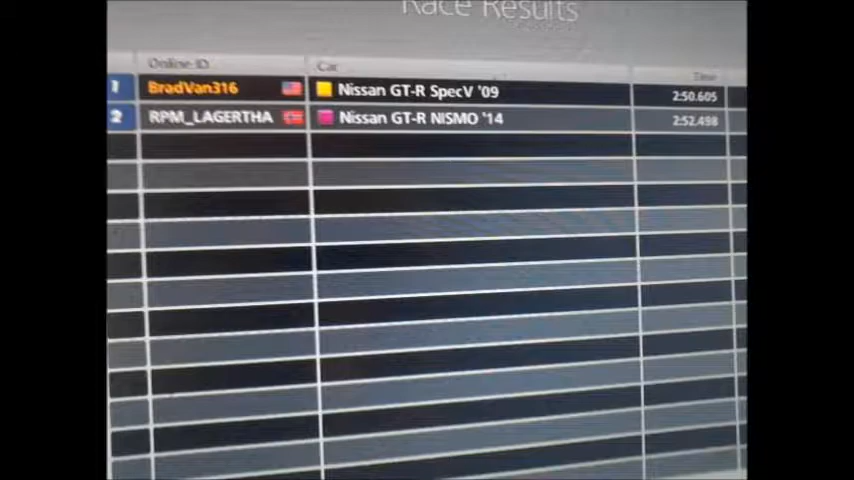 Race Results
Online ID Car Time
1 BradVan316 Nissan GT-R SpecV '09 2:50.605
2 RPM_LAGERTHA Nissan GT-R NISMO '14 2:52.498